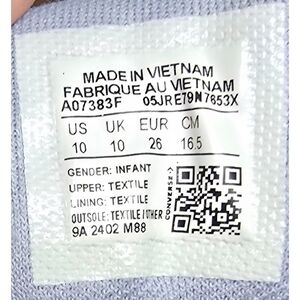 MADE IN VIETNAM
FABRIQUE AU VIETNAM
A07383F 05JRE79N7653X
US UK EUR CM
10 10 26 16.5
GENDER: INFANT
UPPER: TEXTILE
LINING: TEXTILE
OUTSOLE: TEXTILE/OTHER
9A 2402 M88
CONVERSE